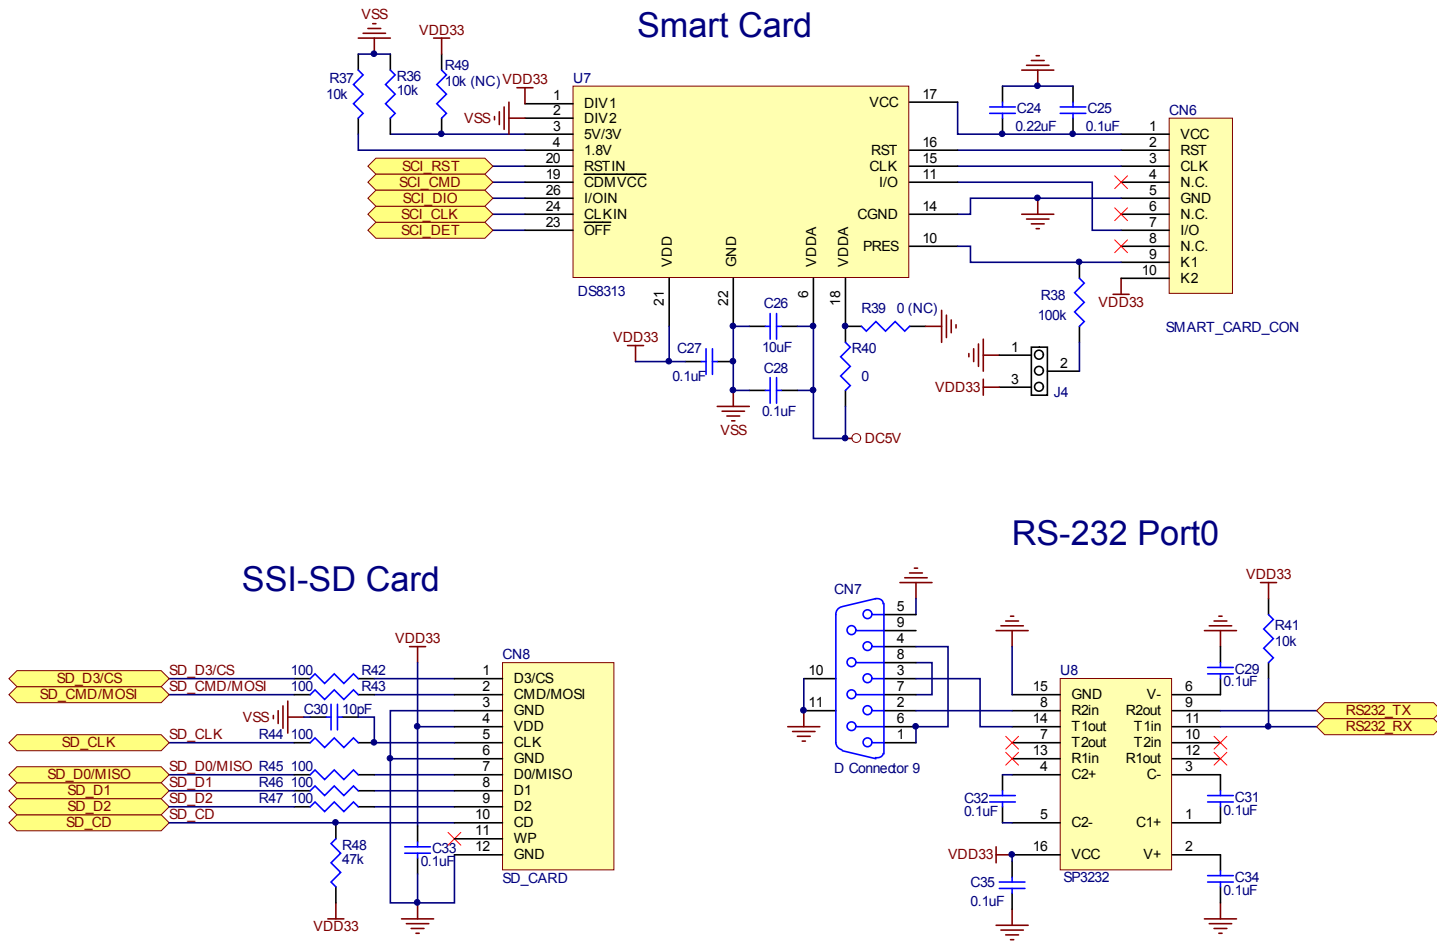 Smart Card
VSS
VDD33
R37
10k
R36
10k
R49
10k (NC)
VDD33
VSS
U7
1 DIV1
2 DIV2
3 5V/3V
4 1.8V
20 RSTIN
19 CDMVCC
26 I/OIN
24 CLKIN
23 OFF
SCI_RST
SCI_CMD
SCI_DIO
SCI_CLK
SCI_DET
VCC 17
RST 16
CLK 15
I/O 11
CGND 14
PRES 10
VDD 21
GND 22
VDDA 6
VDDA 18
DS8313
C24
0.22uF
C25
0.1uF
CN6
1 VCC
2 RST
3 CLK
4 N.C.
5 GND
6 N.C.
7 I/O
8 N.C.
9 K1
10 K2
VDD33
SMART_CARD_CON
R38
100k
1
2
3
VDD33
J4
R39 0 (NC)
R40
0
C26
10uF
C27
0.1uF
C28
0.1uF
VDD33
VSS
DC5V
SSI-SD Card
VDD33
CN8
SD_D3/CS SD_D3/CS 100 R42 1 D3/CS
SD_CMD/MOSI SD_CMD/MOSI 100 R43 2 CMD/MOSI
VSS C30 10pF 3 GND
4 VDD
SD_CLK SD_CLK R44 100 5 CLK
6 GND
SD_D0/MISO SD_D0/MISO R45 100 7 D0/MISO
SD_D1 SD_D1 R46 100 8 D1
SD_D2 SD_D2 R47 100 9 D2
SD_CD SD_CD 10 CD
11 WP
12 GND
R48
47k
VDD33
C33
0.1uF
SD_CARD
RS-232 Port0
CN7
5
9
4
8
3
7
2
6
1
10
11
D Connector 9
U8
15 GND
8 R2in
14 T1out
7 T2out
13 R1in
4 C2+
5 C2-
16 VCC
V- 6
R2out 9
T1in 11
T2in 10
R1out 12
C- 3
C1+ 1
V+ 2
SP3232
VDD33
R41
10k
C29
0.1uF
RS232_TX
RS232_RX
C32
0.1uF
C31
0.1uF
VDD33
C35
0.1uF
C34
0.1uF